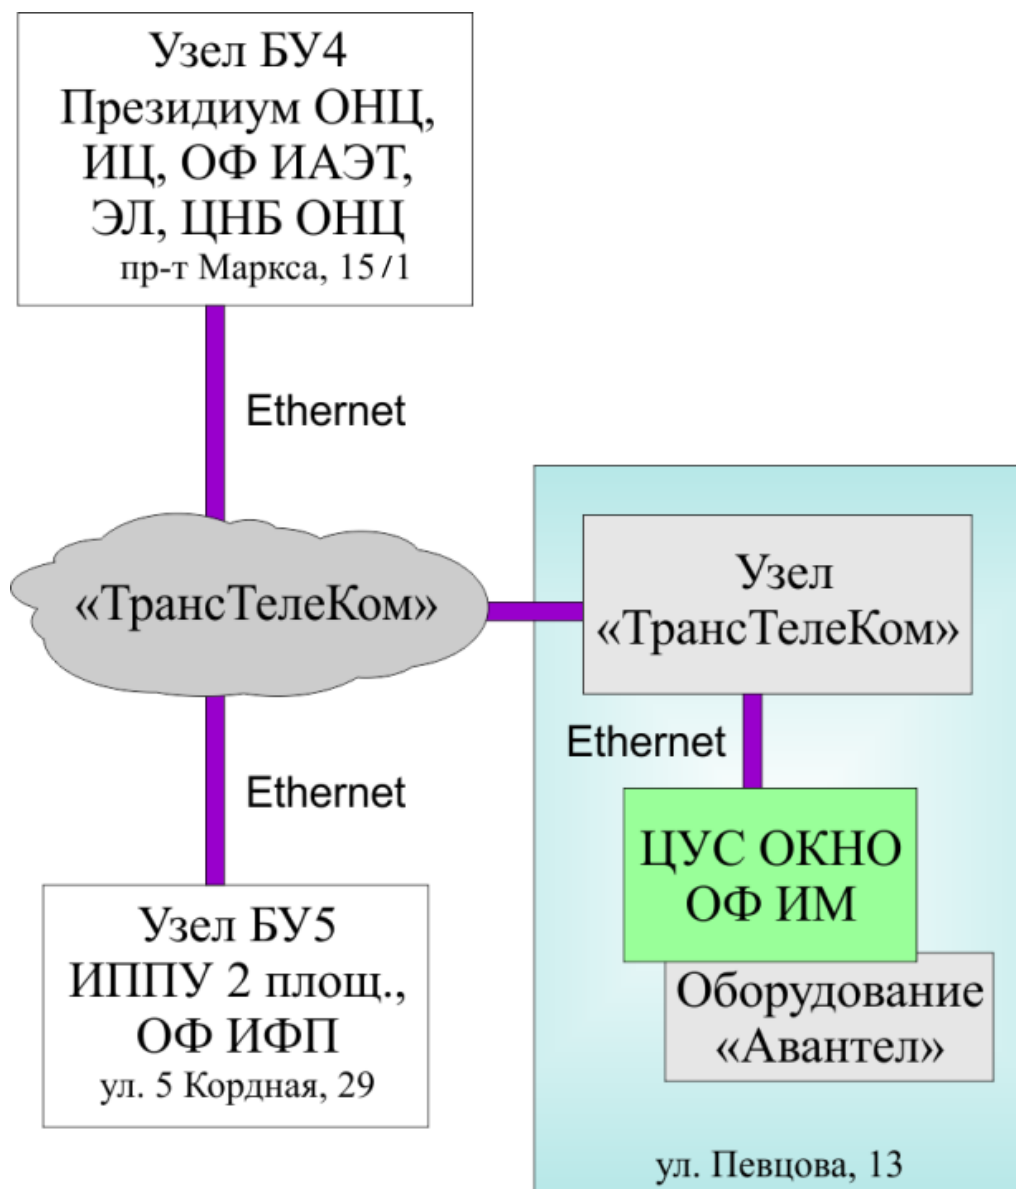 Узел БУ4
Президиум ОНЦ,
ИЦ, ОФ ИАЭТ,
ЭЛ, ЦНБ ОНЦ
пр-т Маркса, 15/1
Ethernet
«ТрансТелеКом»
Узел
«ТрансТелеКом»
Ethernet
Ethernet
ЦУС ОКНО
ОФ ИМ
Оборудование
«Авантел»
Узел БУ5
ИППУ 2 площ.,
ОФ ИФП
ул. 5 Кордная, 29
ул. Певцова, 13